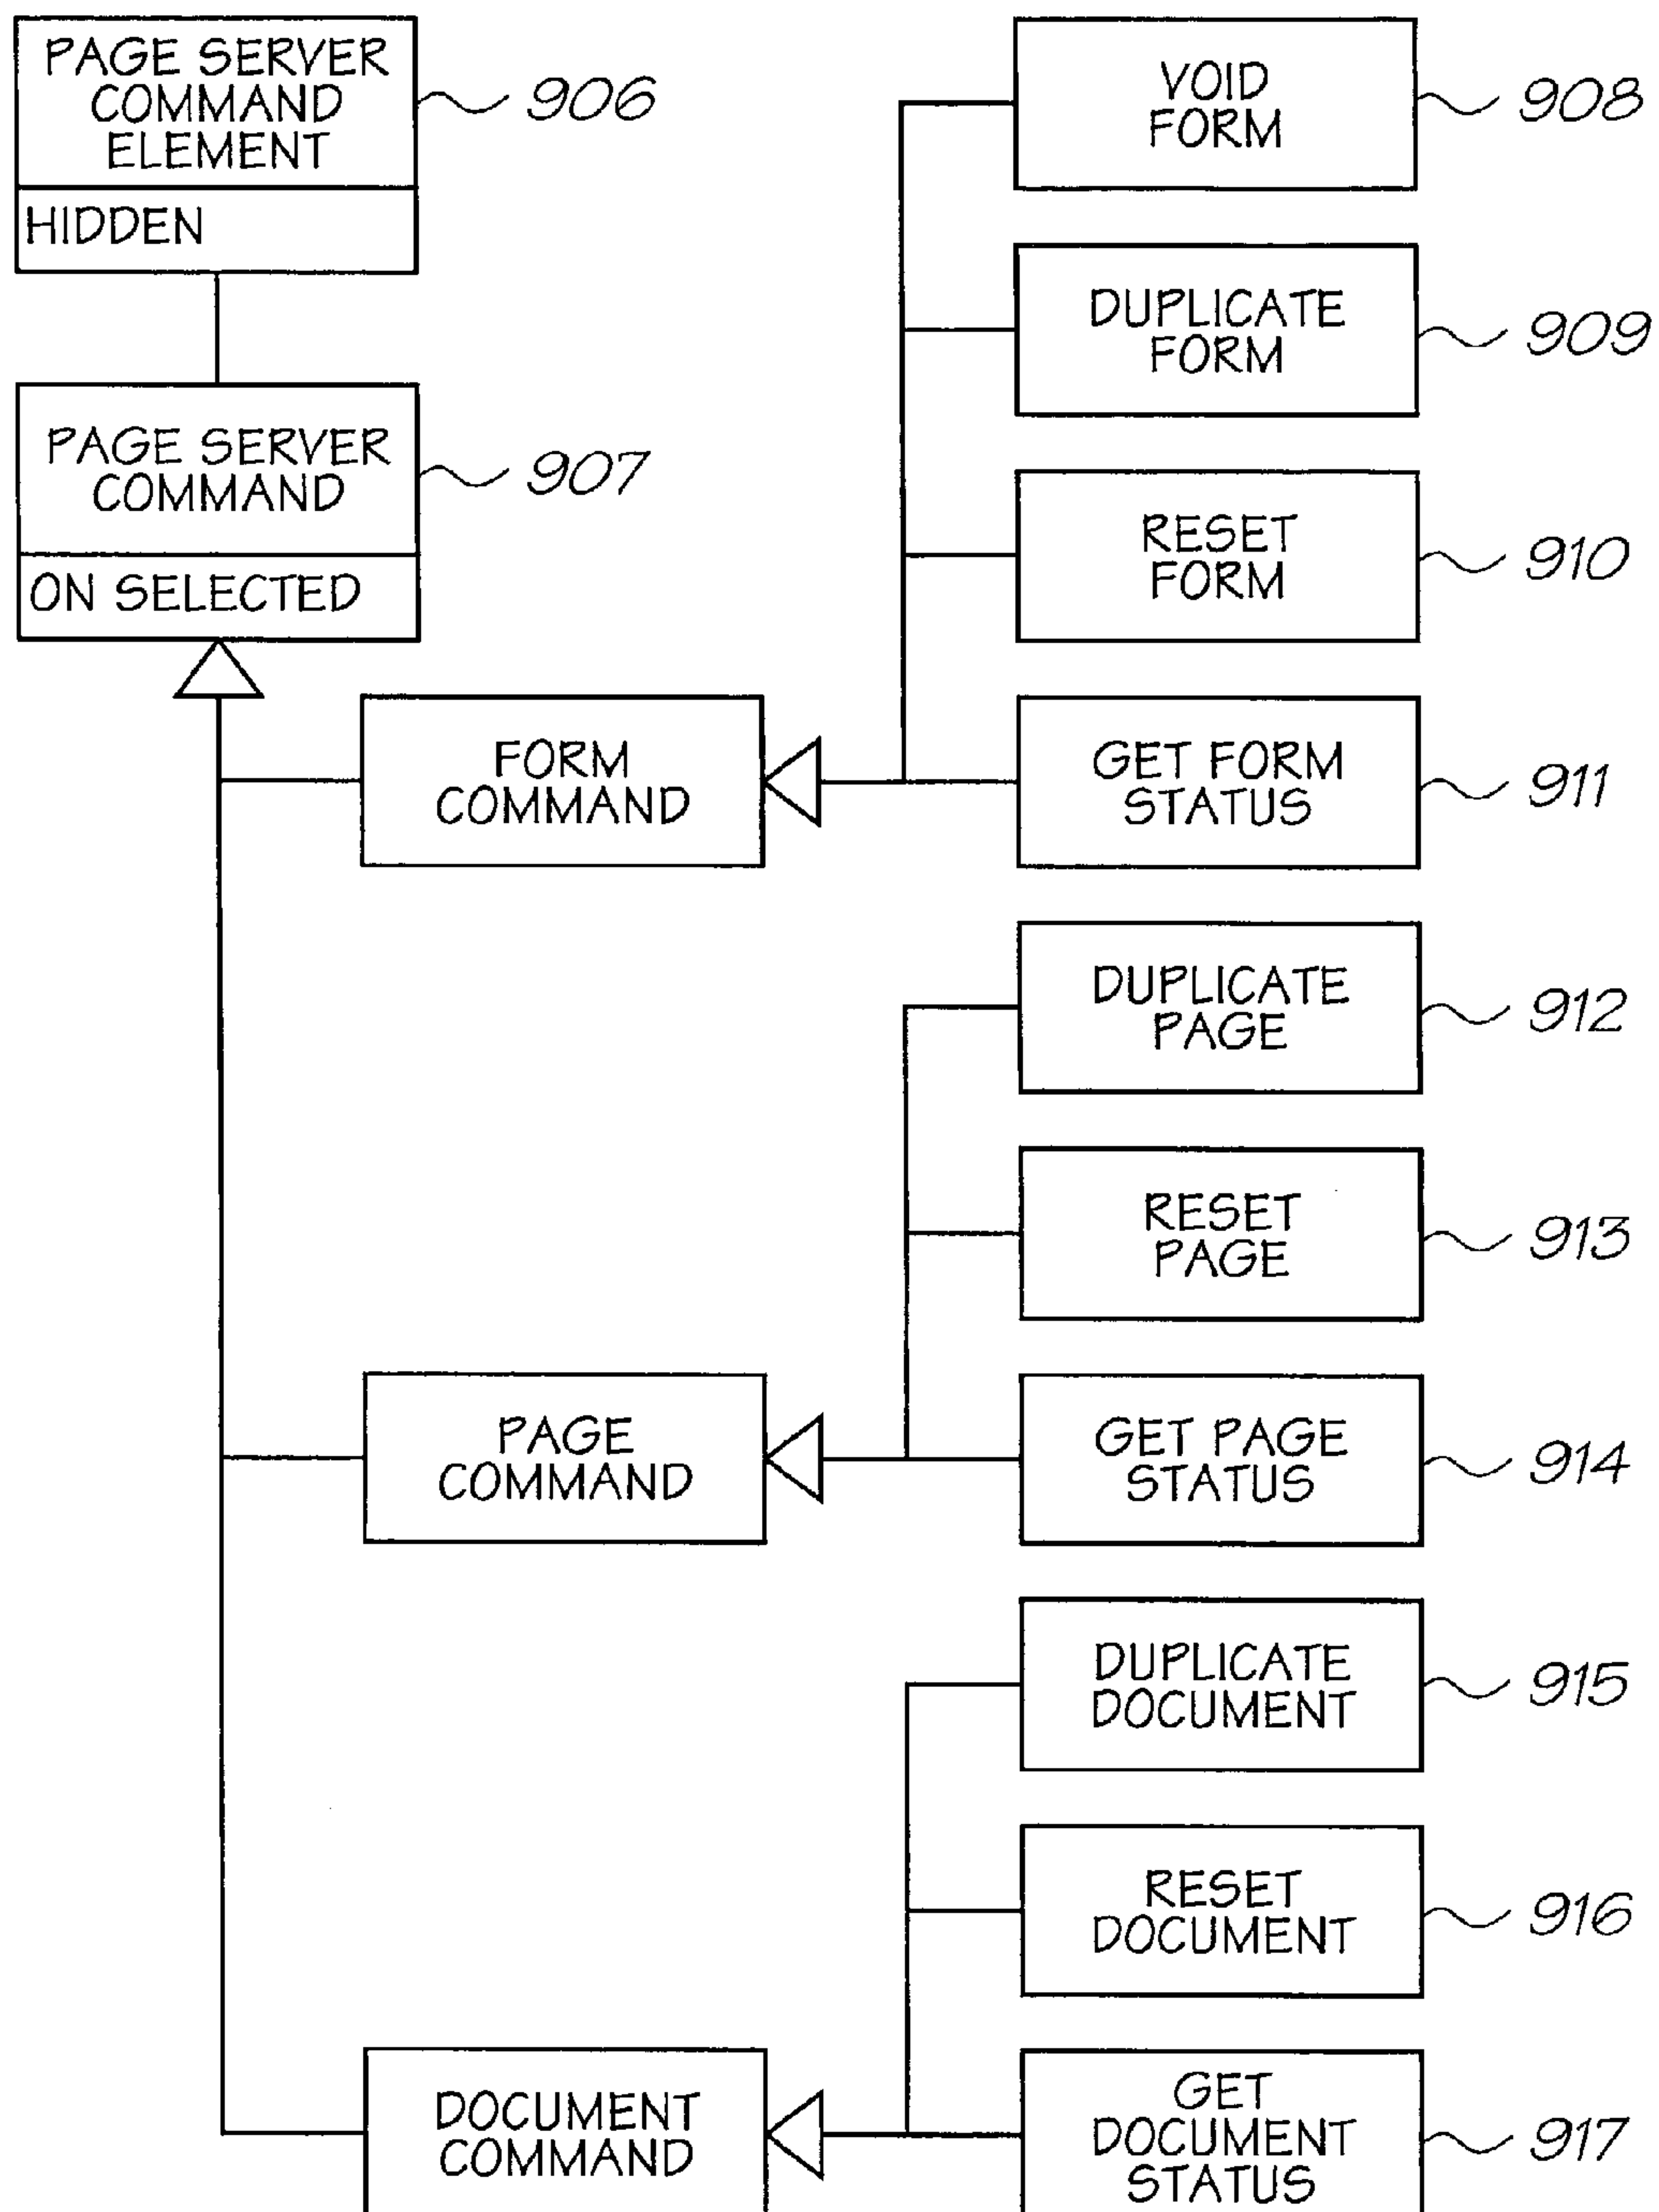 PAGE SERVER
COMMAND
ELEMENT
906
HIDDEN
PAGE SERVER
COMMAND
907
ON SELECTED
VOID
FORM
908
DUPLICATE
FORM
909
RESET
FORM
910
FORM
COMMAND
GET FORM
STATUS
911
DUPLICATE
PAGE
912
RESET
PAGE
913
PAGE
COMMAND
GET PAGE
STATUS
914
DUPLICATE
DOCUMENT
915
RESET
DOCUMENT
916
DOCUMENT
COMMAND
GET
DOCUMENT
STATUS
917